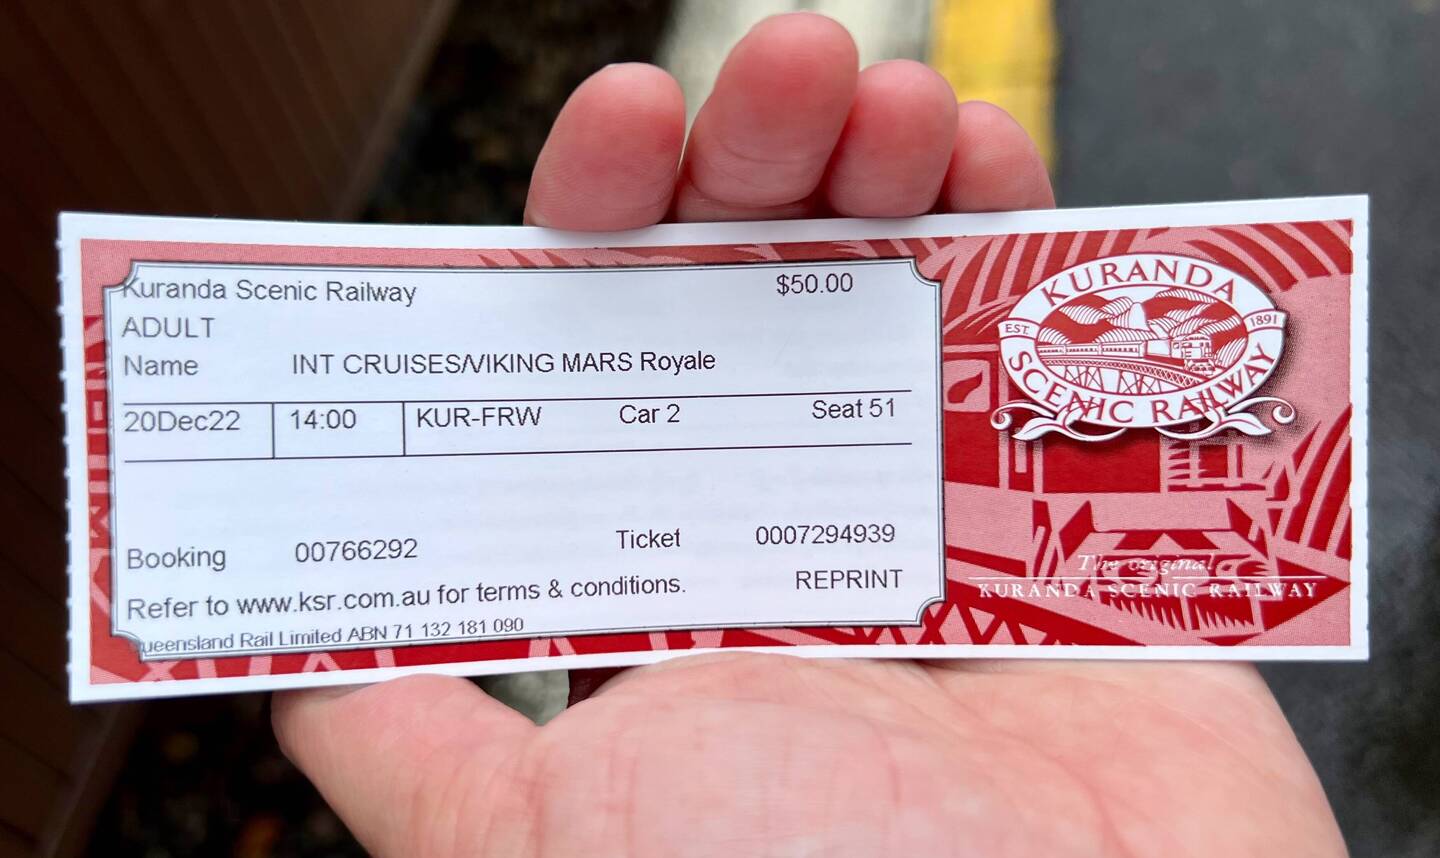 Kuranda Scenic Railway $50.00
ADULT
Name INT CRUISES/VIKING MARS Royale
20Dec22 14:00 KUR-FRW Car 2 Seat 51
Booking 00766292 Ticket 0007294939
Refer to www.ksr.com.au for terms & conditions. REPRINT
Queensland Rail Limited ABN 71 132 181 090
KURANDA
EST. 1891
SCENIC RAILWAY
The original
KURANDA SCENIC RAILWAY